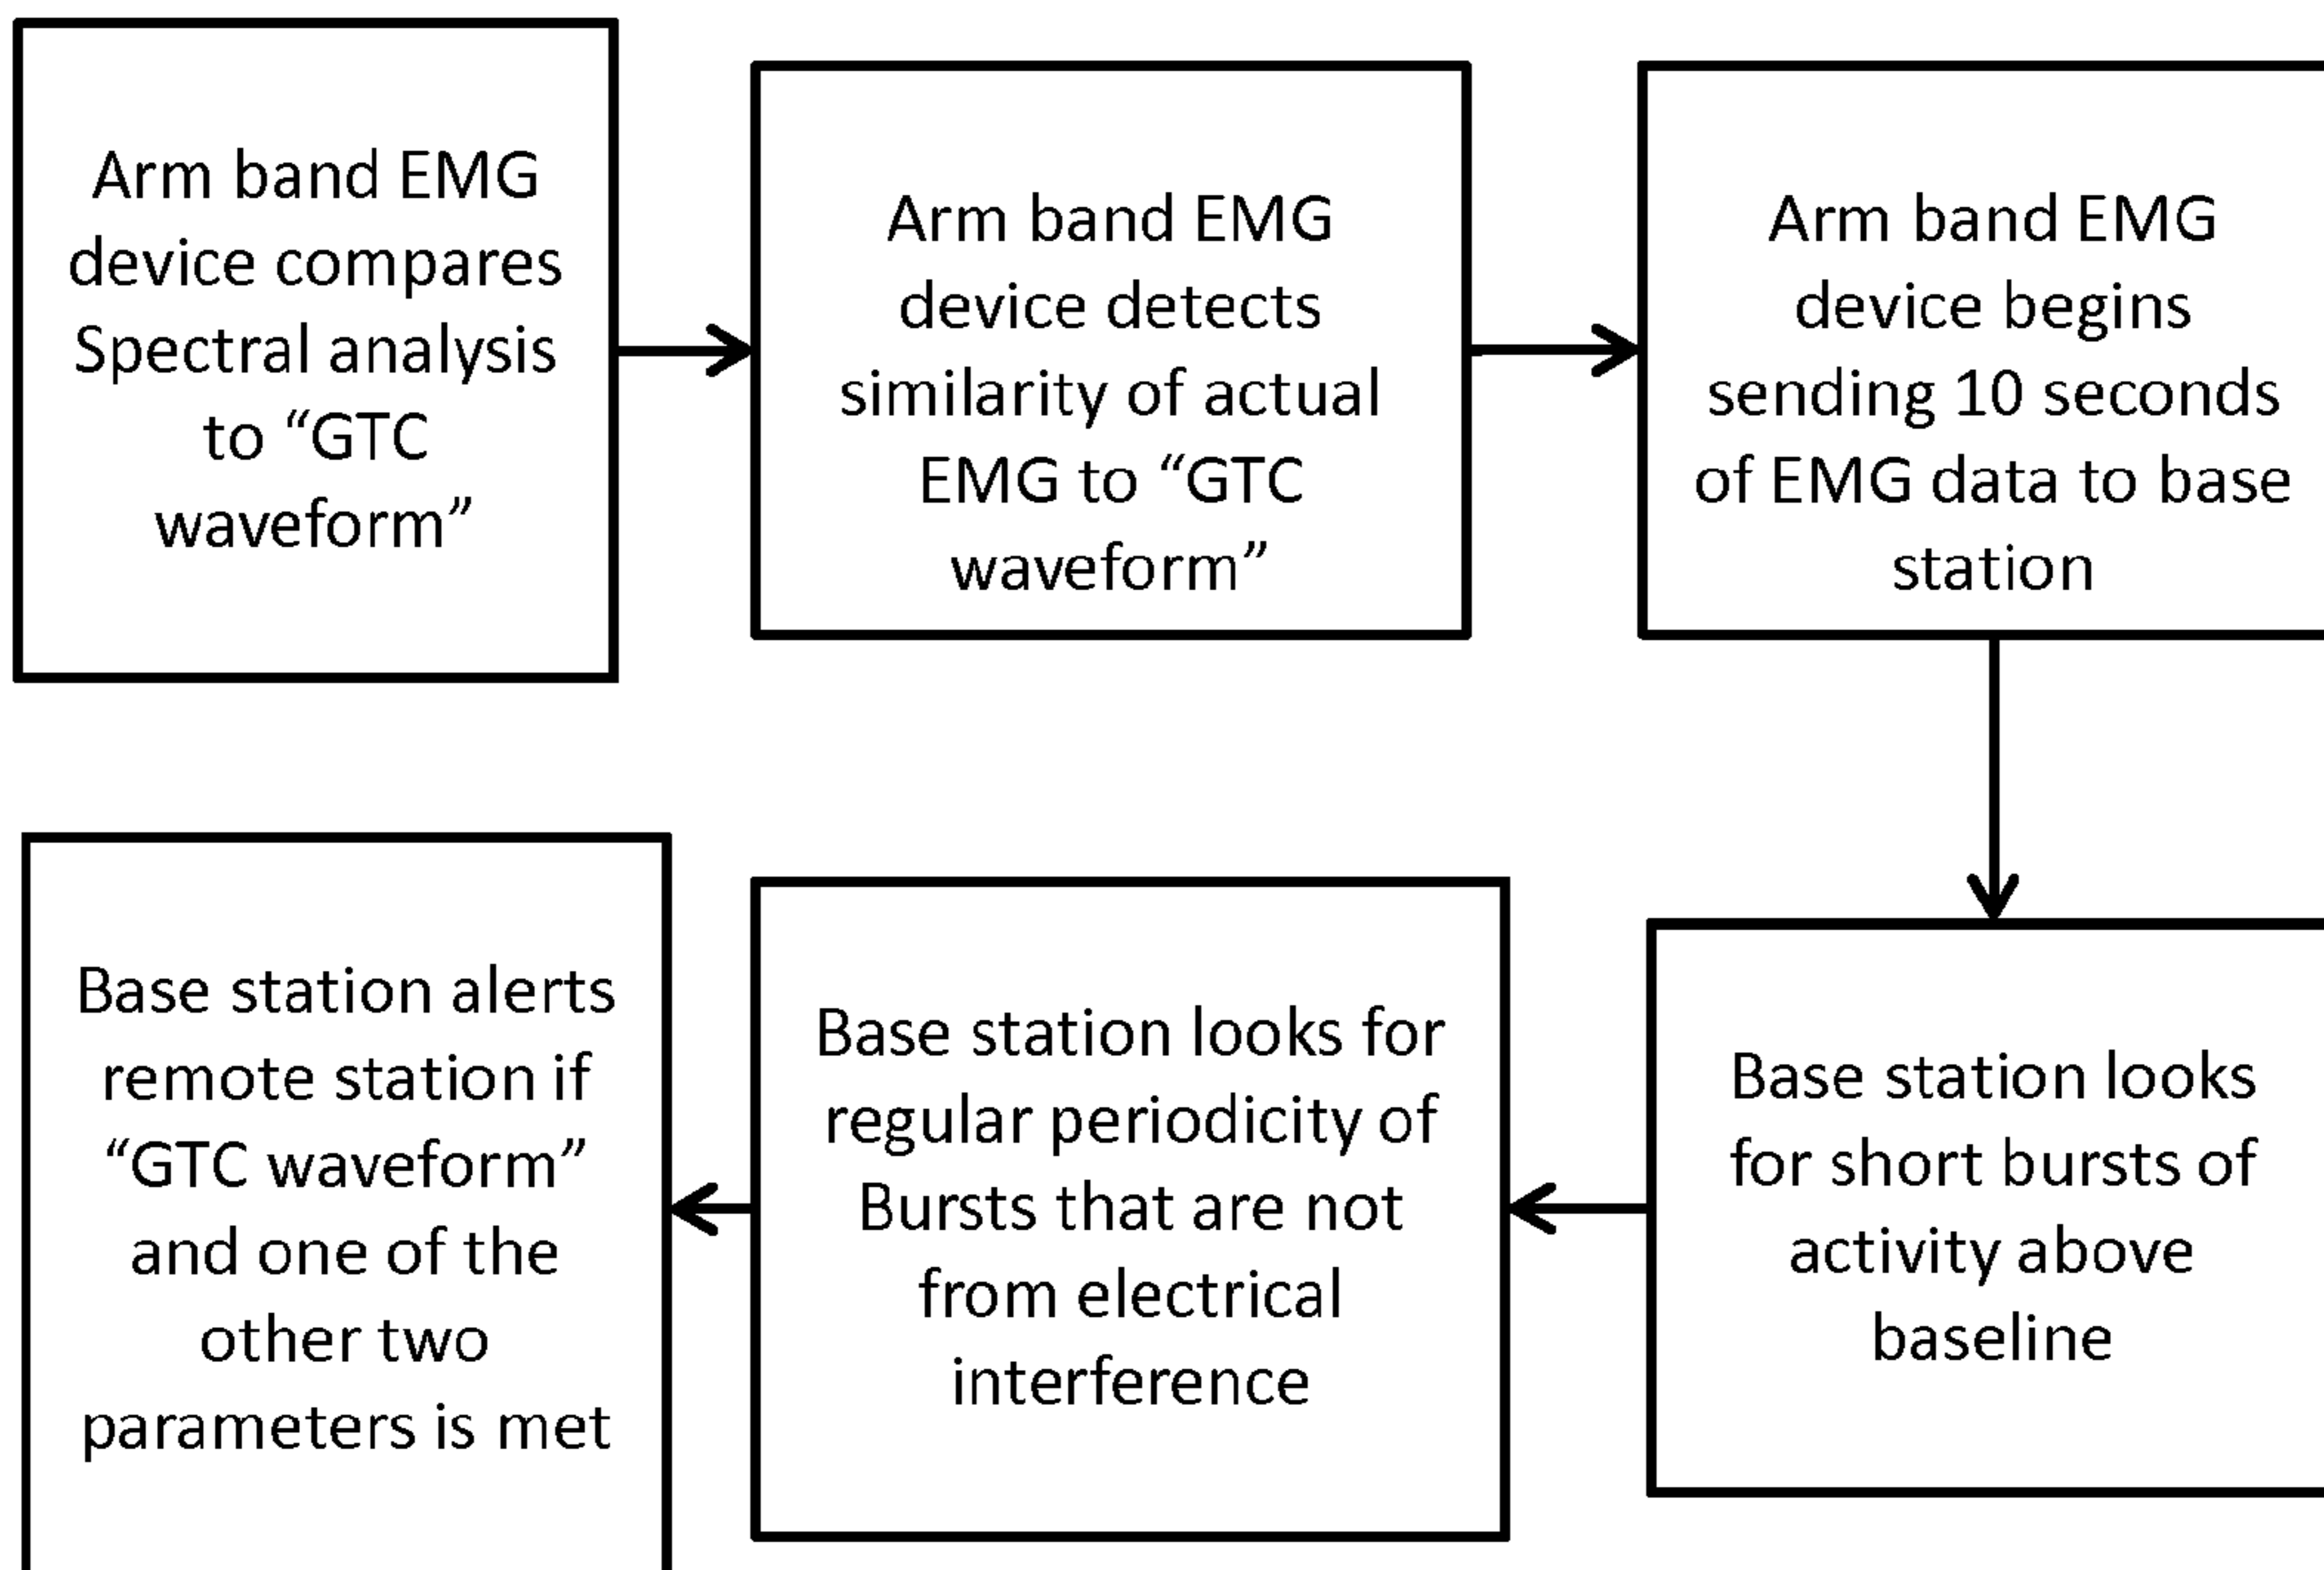 Arm band EMG
device compares
Spectral analysis
to “GTC
waveform”
Arm band EMG
device detects
similarity of actual
EMG to “GTC
waveform”
Arm band EMG
device begins
sending 10 seconds
of EMG data to base
station
Base station looks
for short bursts of
activity above
baseline
Base station looks for
regular periodicity of
Bursts that are not
from electrical
interference
Base station alerts
remote station if
“GTC waveform”
and one of the
other two
parameters is met